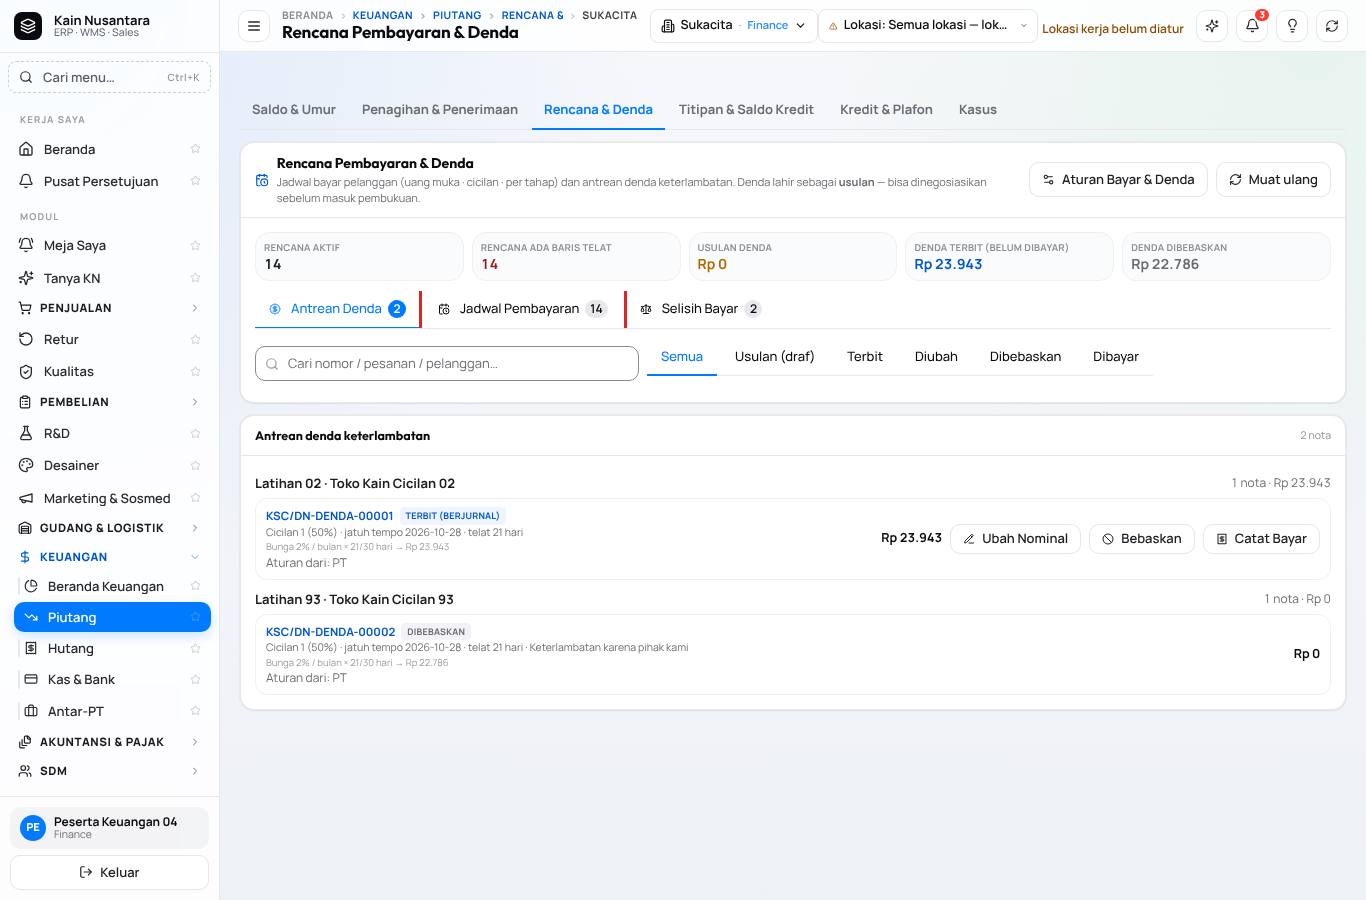 Kain Nusantara
ERP · WMS · Sales
Cari menu...
Ctrl+K
KERJA SAYA
Beranda
Pusat Persetujuan
MODUL
Meja Saya
Tanya KN
PENJUALAN
Retur
Kualitas
PEMBELIAN
R&D
Desainer
Marketing & Sosmed
GUDANG & LOGISTIK
KEUANGAN
Beranda Keuangan
Piutang
Hutang
Kas & Bank
Antar-PT
AKUNTANSI & PAJAK
SDM
PE
Peserta Keuangan 04
Finance
Keluar
BERANDA > KEUANGAN > PIUTANG > RENCANA & > SUKACITA
Rencana Pembayaran & Denda
Sukacita · Finance
Lokasi: Semua lokasi — lok...
Lokasi kerja belum diatur
3
Saldo & Umur
Penagihan & Penerimaan
Rencana & Denda
Titipan & Saldo Kredit
Kredit & Plafon
Kasus
Rencana Pembayaran & Denda
Jadwal bayar pelanggan (uang muka · cicilan · per tahap) dan antrean denda keterlambatan. Denda lahir sebagai usulan — bisa dinegosiasikan
sebelum masuk pembukuan.
Aturan Bayar & Denda
Muat ulang
RENCANA AKTIF
14
RENCANA ADA BARIS TELAT
14
USULAN DENDA
Rp 0
DENDA TERBIT (BELUM DIBAYAR)
Rp 23.943
DENDA DIBEBASKAN
Rp 22.786
Antrean Denda 2
Jadwal Pembayaran 14
Selisih Bayar 2
Cari nomor / pesanan / pelanggan...
Semua
Usulan (draf)
Terbit
Diubah
Dibebaskan
Dibayar
Antrean denda keterlambatan
2 nota
Latihan 02 · Toko Kain Cicilan 02
1 nota · Rp 23.943
KSC/DN-DENDA-00001 TERBIT (BERJURNAL)
Cicilan 1 (50%) · jatuh tempo 2026-10-28 · telat 21 hari
Bunga 2% / bulan × 21/30 hari → Rp 23.943
Aturan dari: PT
Rp 23.943
Ubah Nominal
Bebaskan
Catat Bayar
Latihan 93 · Toko Kain Cicilan 93
1 nota · Rp 0
KSC/DN-DENDA-00002 DIBEBASKAN
Cicilan 1 (50%) · jatuh tempo 2026-10-28 · telat 21 hari · Keterlambatan karena pihak kami
Bunga 2% / bulan × 21/30 hari → Rp 22.786
Aturan dari: PT
Rp 0